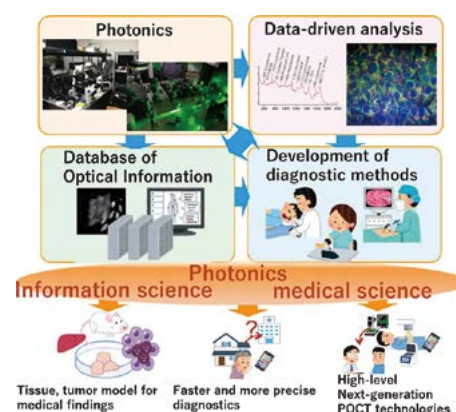 Photonics
Data-driven analysis
Database of
Optical Information
Development of
diagnostic methods
Photonics
Information science
medical science
Tissue, tumor model for
medical findings
?
Faster and more precise
diagnostics
High-level
Next-generation
POCT technologies